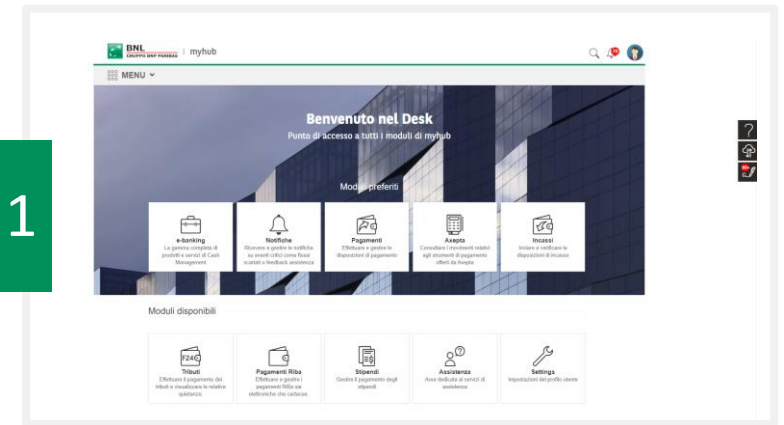 BNL
GRUPPO BNP PARIBAS
myhub
MENU
Benvenuto nel Desk
Punto di accesso a tutti i moduli di myhub
Moduli preferiti
1
e-banking
La gamma completa di
prodotti e servizi di Cash
Management
Notifiche
Ricevere e gestire le notifiche
su eventi critici come flussi
scartati e feedback assistenza
Pagamenti
Effettuare e gestire le
disposizioni di pagamento
Axepta
Consultare i movimenti relativi
agli strumenti di pagamento
offerti da Axepta
Incassi
Inviare e verificare le
disposizioni di incasso
Moduli disponibili
F24
Tributi
Effettuare il pagamento dei
tributi e visualizzare le relative
quietanze.
Pagamenti Riba
Effettuare e gestire i
pagamenti RiBa sia
elettroniche che cartacee.
Stipendi
Gestire il pagamento degli
stipendi
Assistenza
Area dedicata ai servizi di
assistenza
Settings
Impostazioni del profilo utente